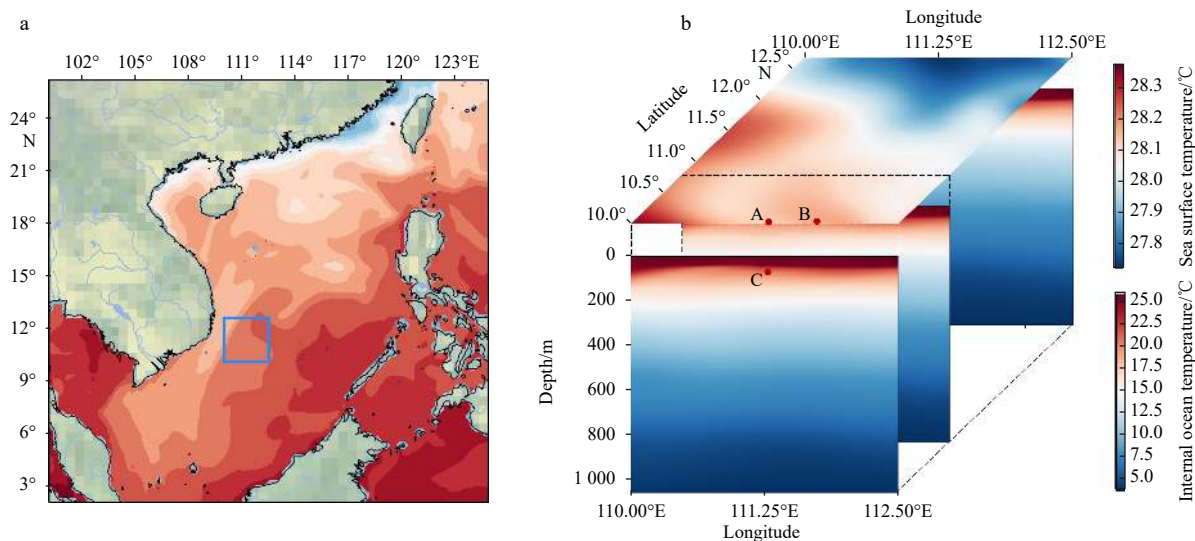 a
102° 105° 108° 111° 114° 117° 120° 123°E
24°
N
21°
18°
15°
12°
9°
6°
3°
b
Longitude
110.00°E 111.25°E 112.50°E
12.5°
N
12.0°
11.5°
11.0°
10.5°
10.0°
Latitude
A B
C
0
200
400
600
800
1 000
Depth/m
110.00°E 111.25°E 112.50°E
Longitude
28.3
28.2
28.1
28.0
27.9
27.8
Sea surface temperature/°C
25.0
22.5
20.0
17.5
15.0
12.5
10.0
7.5
5.0
Internal ocean temperature/°C